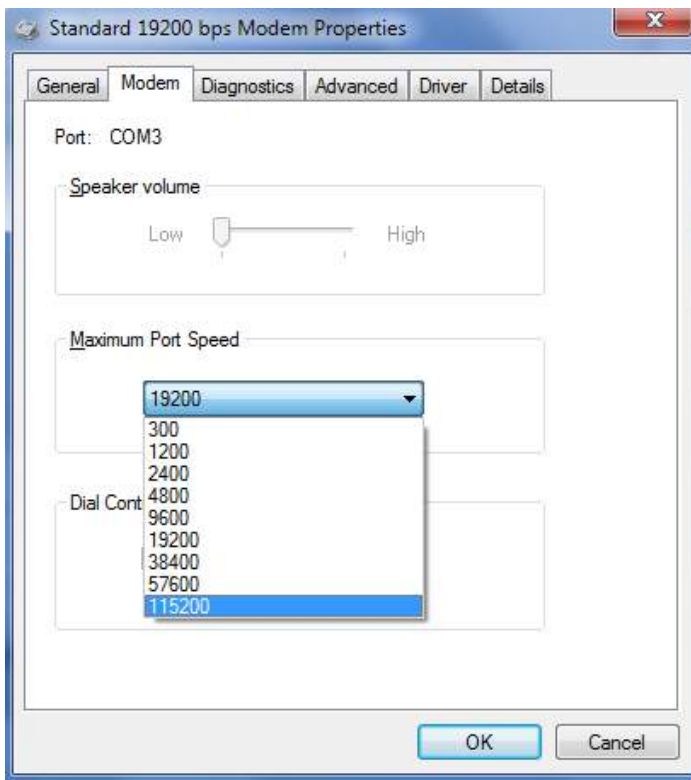 Standard 19200 bps Modem Properties
General Modem Diagnostics Advanced Driver Details
Port: COM3
Speaker volume
Low High
Maximum Port Speed
19200
300
1200
2400
4800
Dial Cont
9600
19200
38400
57600
115200
OK Cancel